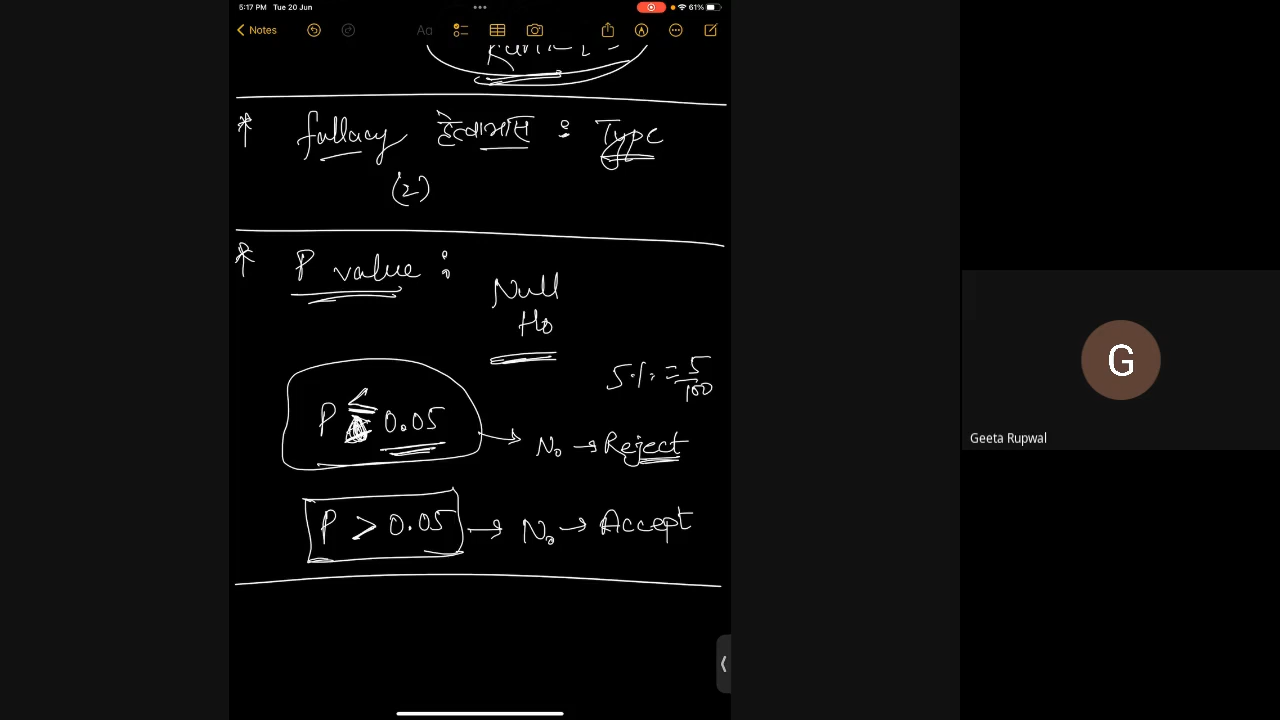 5:17 PM Tue 20 Jun
61%
Notes
Aa
* fallacy हेत्वाभास : Type
(2)
* P value :
Null
Ho
5% = 5/100
P ≤ 0.05 → No → Reject
P > 0.05 → No → Accept
G
Geeta Rupwal